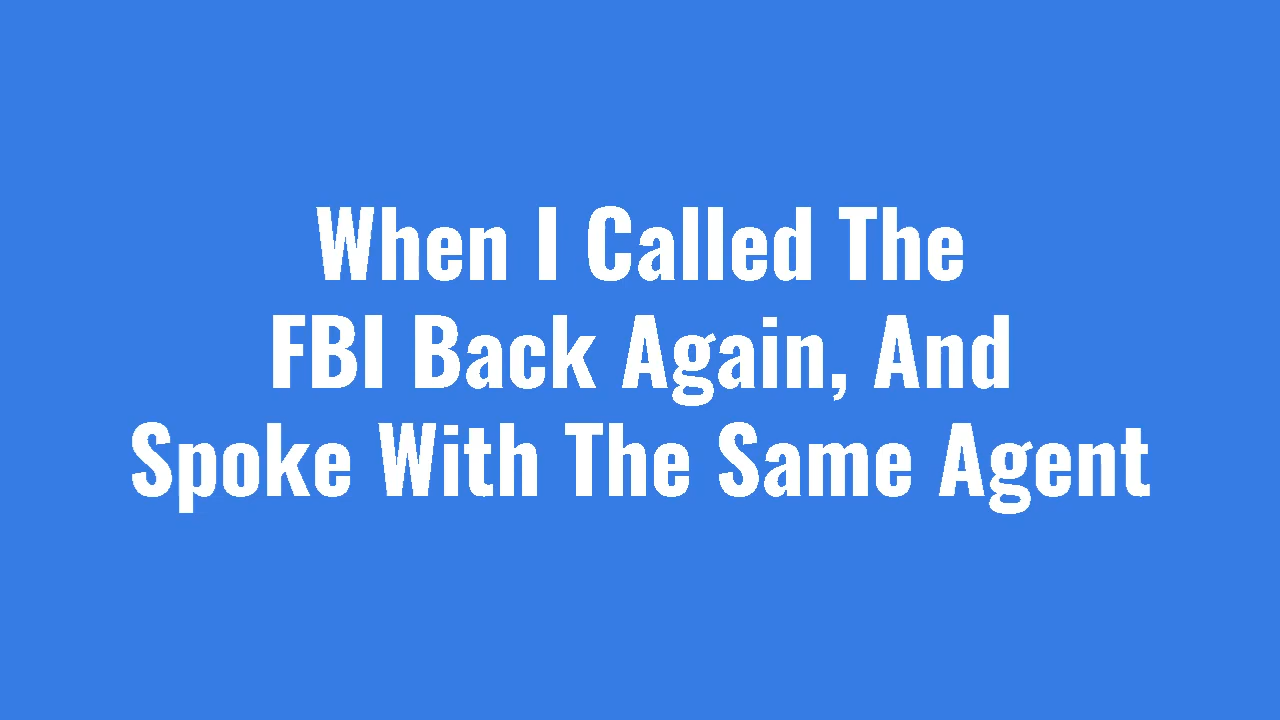 When I Called The
FBI Back Again, And
Spoke With The Same Agent